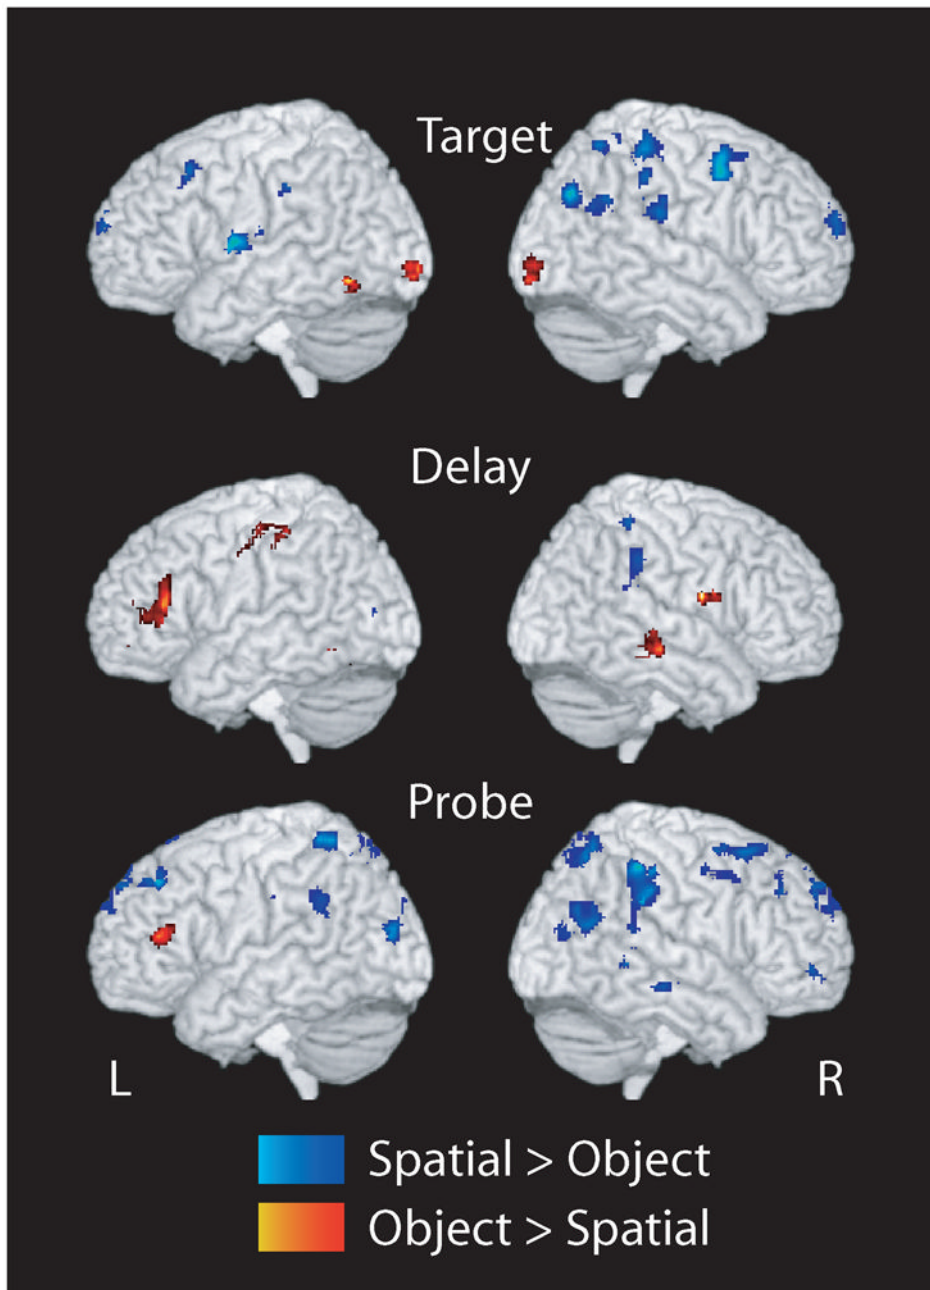 Target
Delay
Probe
L
R
Spatial > Object
Object > Spatial